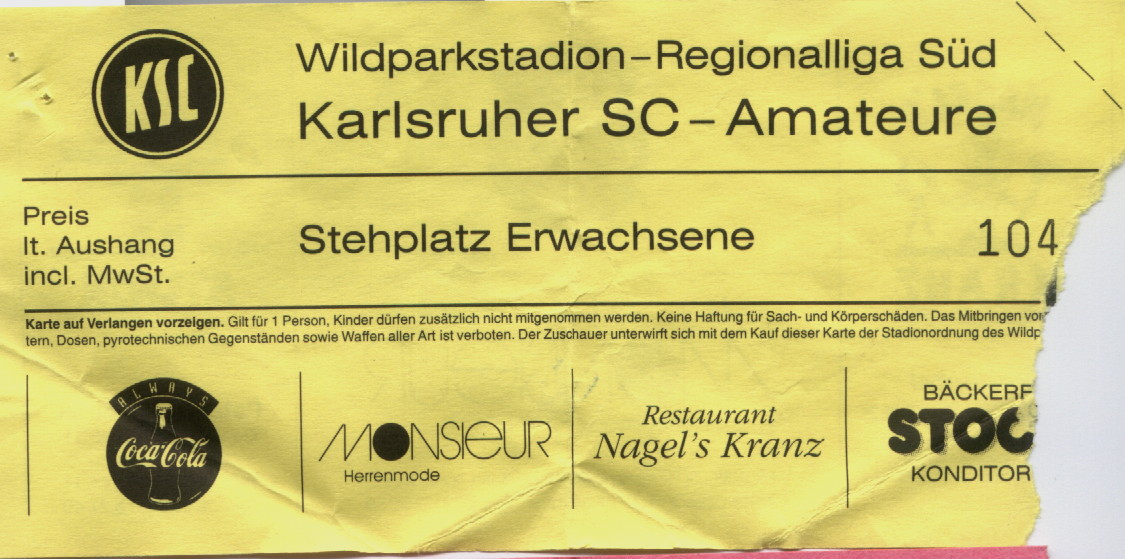 KSC
Wildparkstadion – Regionalliga Süd
Karlsruher SC – Amateure
Preis
lt. Aushang
incl. MwSt.
Stehplatz Erwachsene
104
Karte auf Verlangen vorzeigen. Gilt für 1 Person, Kinder dürfen zusätzlich nicht mitgenommen werden. Keine Haftung für Sach- und Körperschäden. Das Mitbringen vor
tern, Dosen, pyrotechnischen Gegenständen sowie Waffen aller Art ist verboten. Der Zuschauer unterwirft sich mit dem Kauf dieser Karte der Stadionordnung des Wildp
ALWAYS
Coca-Cola
MONSIEUR
Herrenmode
Restaurant
Nagel's Kranz
BÄCKERE
STOC
KONDITOR